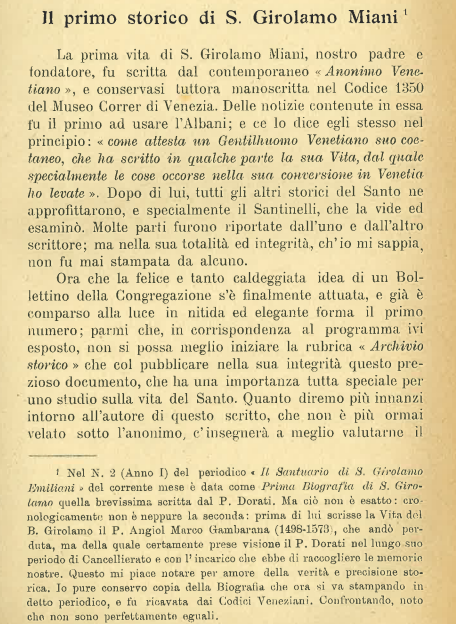 Il primo storico di S. Girolamo Miani ¹
La prima vita di S. Girolamo Miani, nostro padre e
fondatore, fu scritta dal contemporaneo « Anonimo Vene-
tiano », e conservasi tuttora manoscritta nel Codice 1350
del Museo Correr di Venezia. Delle notizie contenute in essa
fu il primo ad usare l'Albani; e ce lo dice egli stesso nel
principio: « come attesta un Gentilhuomo Venetiano suo coe-
taneo, che ha scritto in qualche parte la sua Vita, dal quale
specialmente le cose occorse nella sua conversione in Venetia
ho levate ». Dopo di lui, tutti gli altri storici del Santo ne
approfittarono, e specialmente il Santinelli, che la vide ed
esaminò. Molte parti furono riportate dall'uno e dall'altro
scrittore; ma nella sua totalità ed integrità, ch'io mi sappia,
non fu mai stampata da alcuno.
Ora che la felice e tanto caldeggiata idea di un Bol-
lettino della Congregazione s'è finalmente attuata, e già è
comparso alla luce in nitida ed elegante forma il primo
numero; parmi che, in corrispondenza al programma ivi
esposto, non si possa meglio iniziare la rubrica « Archivio
storico » che col pubblicare nella sua integrità questo pre-
zioso documento, che ha una importanza tutta speciale per
uno studio sulla vita del Santo. Quanto diremo più innanzi
intorno all'autore di questo scritto, che non è più ormai
velato sotto l'anonimo, c'insegnerà a meglio valutarne il
¹ Nel N. 2 (Anno I) del periodico « Il Santuario di S. Girolamo
Emiliani » del corrente mese è data come Prima Biografia di S. Giro-
lamo quella brevissima scritta dal P. Dorati. Ma ciò non è esatto: cro-
nologicamente non è neppure la seconda: prima di lui scrisse la Vita del
B. Girolamo il P. Angiol Marco Gambarana (1498-1573), che andò per-
duta, ma della quale certamente prese visione il P. Dorati nel lungo suo
periodo di Cancellierato e con l'incarico che ebbe di raccogliere le memorie
nostre. Questo mi piace notare per amore della verità e precisione sto-
rica. Io pure conservo copia della Biografia che ora si va stampando in
detto periodico, e fu ricavata dai Codici Veneziani. Confrontando, noto
che non sono perfettamente eguali.